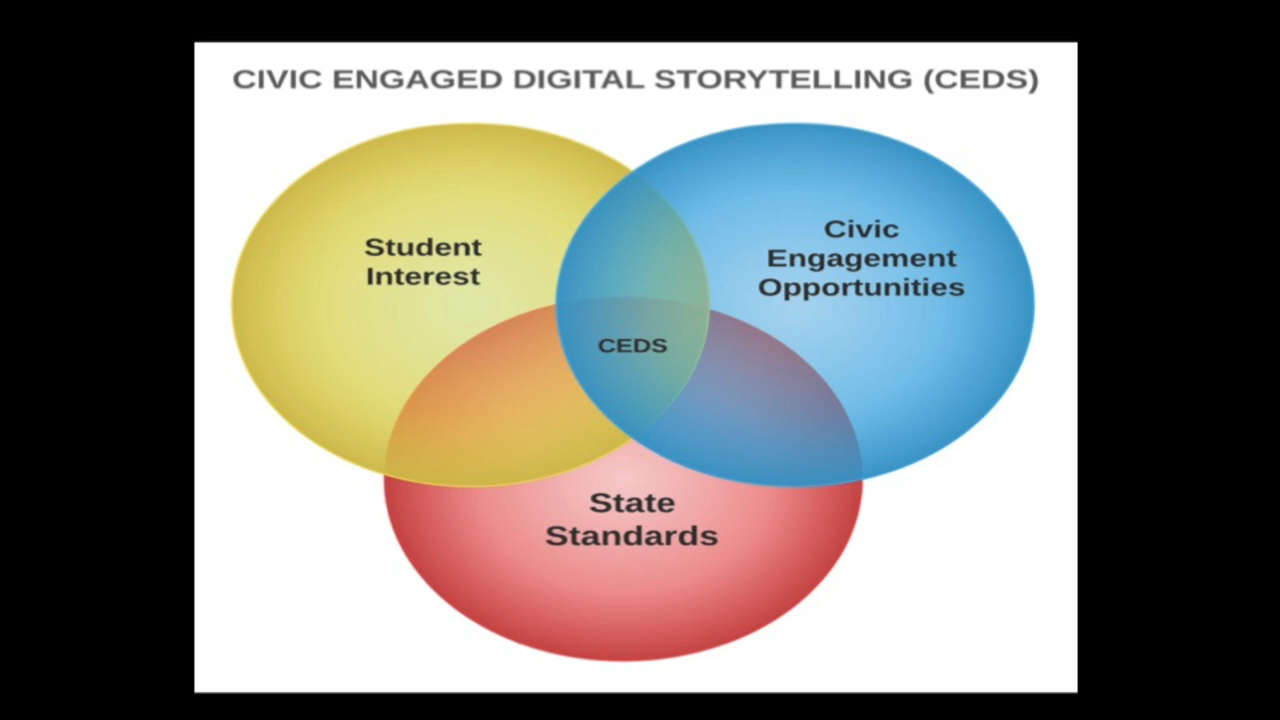 CIVIC ENGAGED DIGITAL STORYTELLING (CEDS)
Student
Interest
Civic
Engagement
Opportunities
CEDS
State
Standards